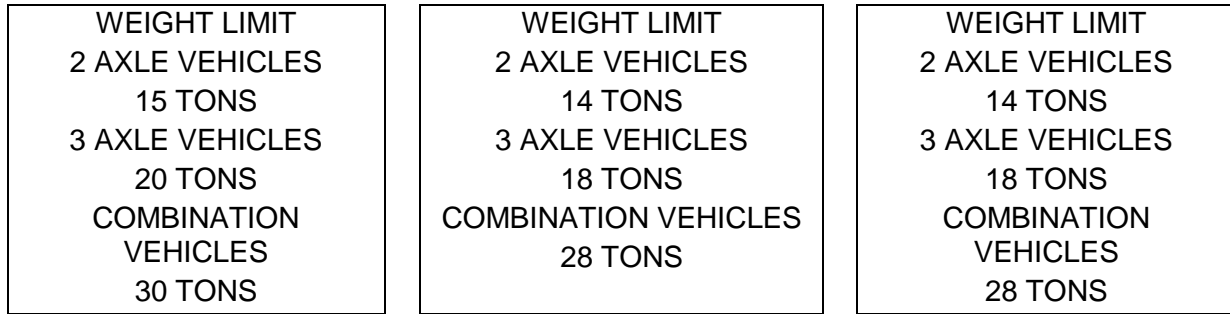 WEIGHT LIMIT
2 AXLE VEHICLES
15 TONS
3 AXLE VEHICLES
20 TONS
COMBINATION
VEHICLES
30 TONS
WEIGHT LIMIT
2 AXLE VEHICLES
14 TONS
3 AXLE VEHICLES
18 TONS
COMBINATION VEHICLES
28 TONS
WEIGHT LIMIT
2 AXLE VEHICLES
14 TONS
3 AXLE VEHICLES
18 TONS
COMBINATION
VEHICLES
28 TONS